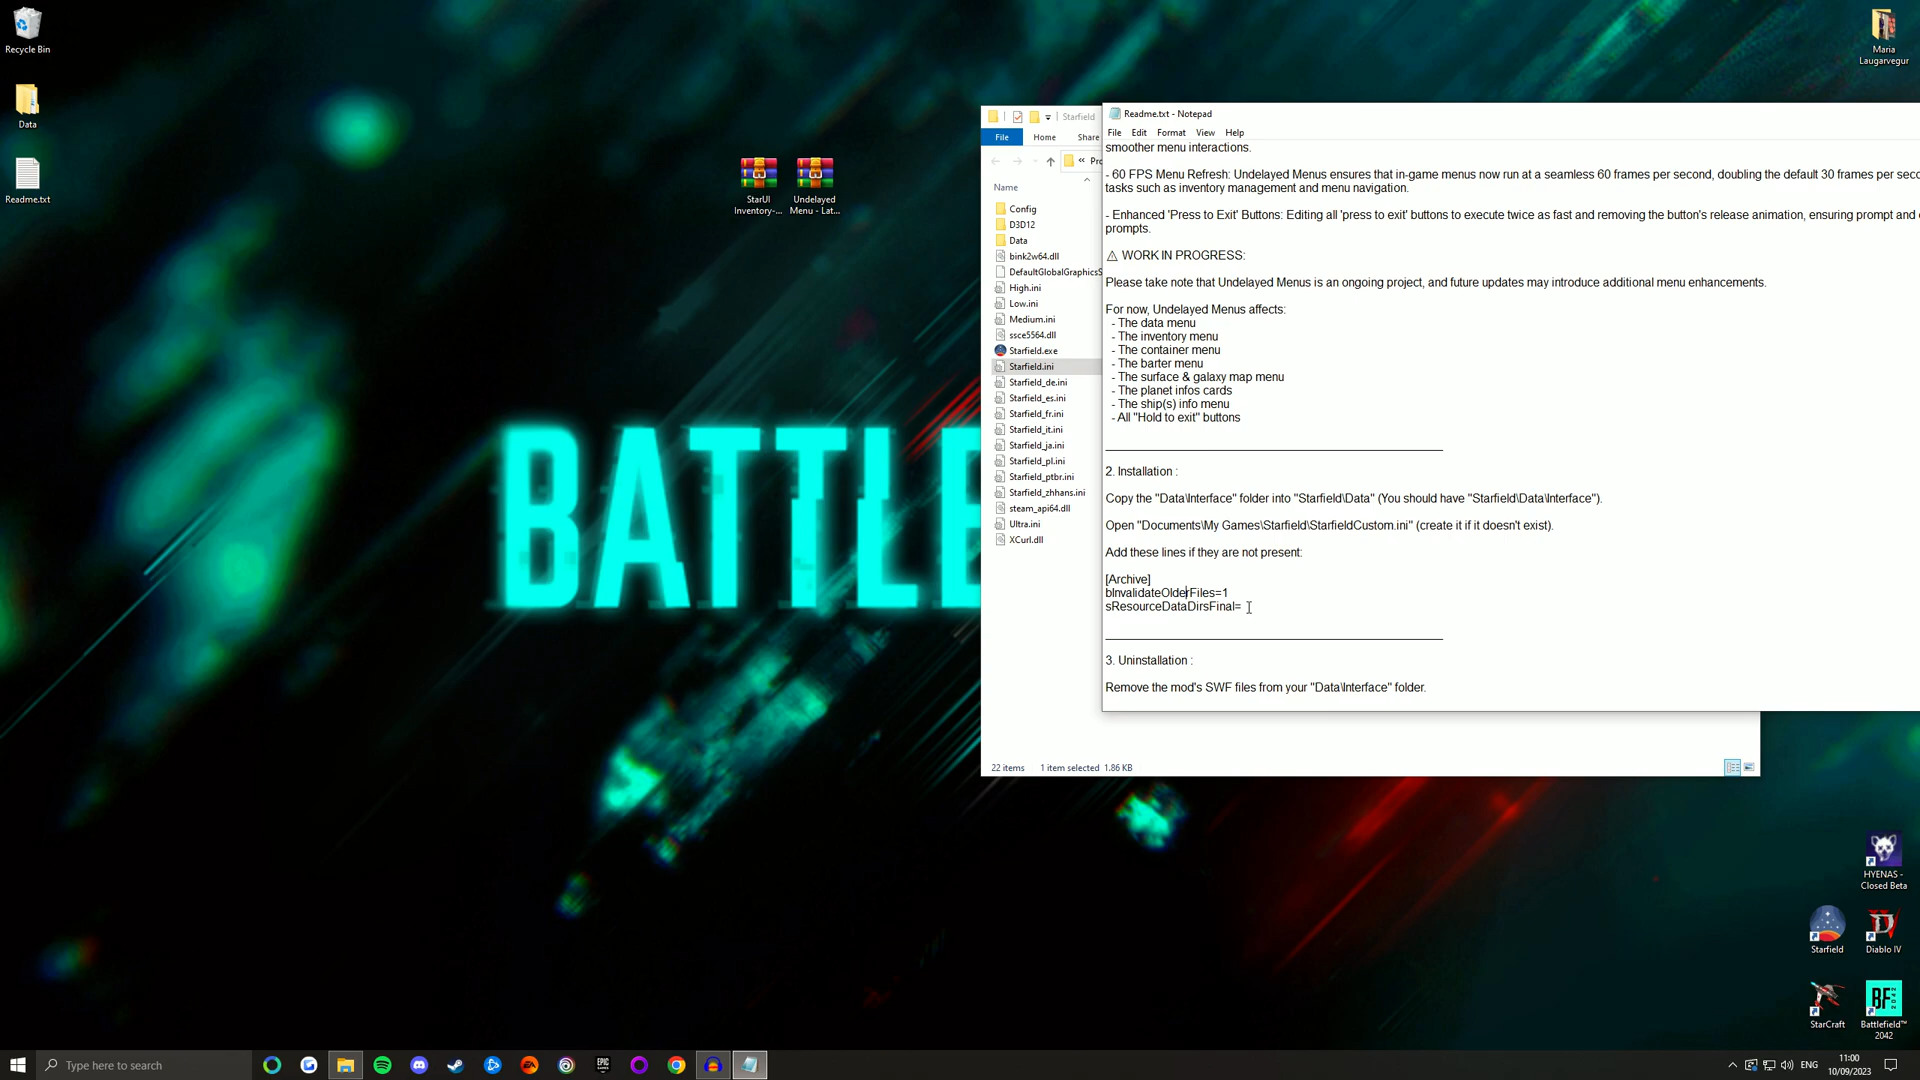 Recycle Bin
Data
Readme.txt
StarUI
Inventory-...
Undelayed
Menu - Lat...
Maria
Laugarvegur
BATTLE
Starfield
File
Home
Share
Name
Config
D3D12
Data
bink2w64.dll
DefaultGlobalGraphicsS
High.ini
Low.ini
Medium.ini
ssce5564.dll
Starfield.exe
Starfield.ini
Starfield_de.ini
Starfield_es.ini
Starfield_fr.ini
Starfield_it.ini
Starfield_ja.ini
Starfield_pl.ini
Starfield_ptbr.ini
Starfield_zhhans.ini
steam_api64.dll
Ultra.ini
XCurl.dll
22 items 1 item selected 1.86 KB
Readme.txt - Notepad
File Edit Format View Help
smoother menu interactions.
- 60 FPS Menu Refresh: Undelayed Menus ensures that in-game menus now run at a seamless 60 frames per second, doubling the default 30 frames per seco
tasks such as inventory management and menu navigation.
- Enhanced 'Press to Exit' Buttons: Editing all 'press to exit' buttons to execute twice as fast and removing the button's release animation, ensuring prompt and
prompts.
⚠ WORK IN PROGRESS:
Please take note that Undelayed Menus is an ongoing project, and future updates may introduce additional menu enhancements.
For now, Undelayed Menus affects:
- The data menu
- The inventory menu
- The container menu
- The barter menu
- The surface & galaxy map menu
- The planet infos cards
- The ship(s) info menu
- All "Hold to exit" buttons
2. Installation :
Copy the "Data\Interface" folder into "Starfield\Data" (You should have "Starfield\Data\Interface").
Open "Documents\My Games\Starfield\StarfieldCustom.ini" (create it if it doesn't exist).
Add these lines if they are not present:
[Archive]
bInvalidateOlderFiles=1
sResourceDataDirsFinal=
3. Uninstallation :
Remove the mod's SWF files from your "Data\Interface" folder.
HYENAS -
Closed Beta
Starfield
Diablo IV
StarCraft
BF
2042
Battlefield™
2042
Type here to search
EPIC
GAMES
EA
ENG
11:00
10/09/2023